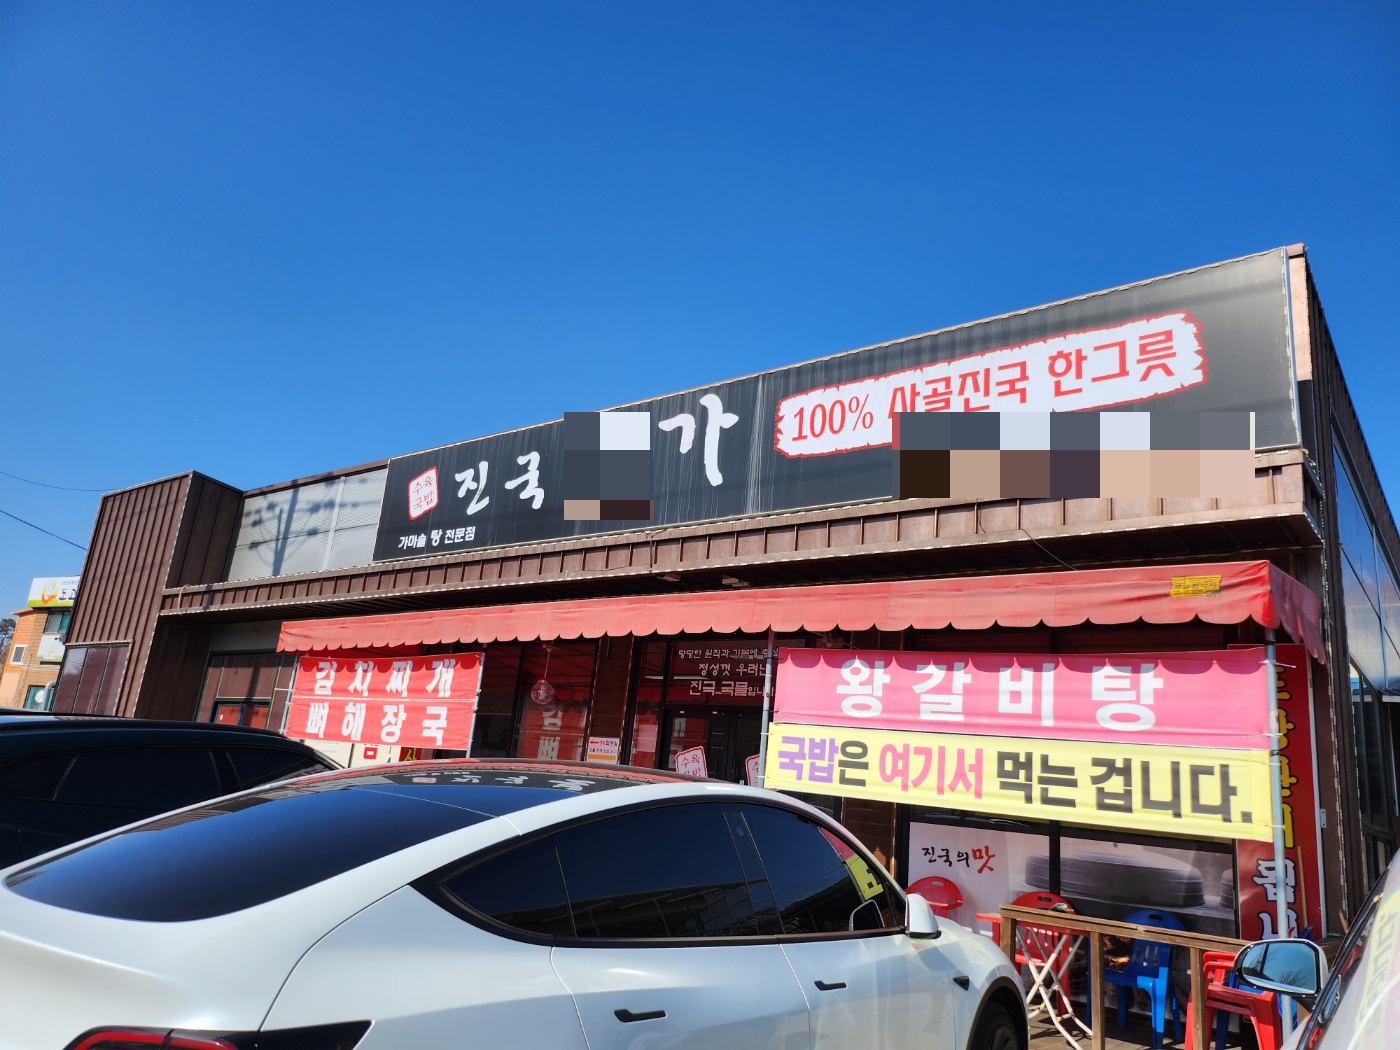 100% 사골진국 한그릇
수육
국밥
진국
가
가마솥 탕 전문점
김치찌개
뼈해장국
정성껏 우려낸
진국 국물입니다
왕갈비탕
국밥은 여기서 먹는 겁니다.
수육
진국의 맛